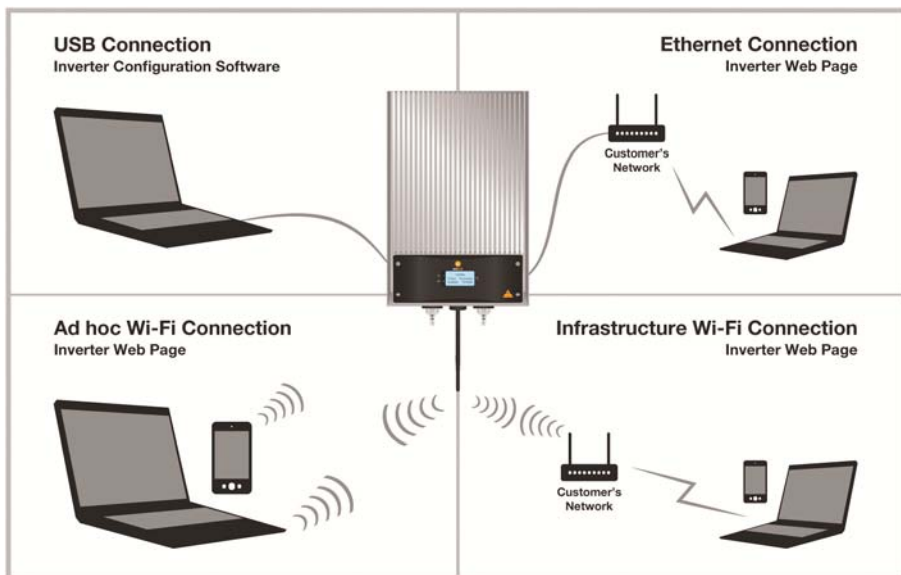 USB Connection
Inverter Configuration Software
Ethernet Connection
Inverter Web Page
Customer's
Network
Ad hoc Wi-Fi Connection
Inverter Web Page
Infrastructure Wi-Fi Connection
Inverter Web Page
Customer's
Network